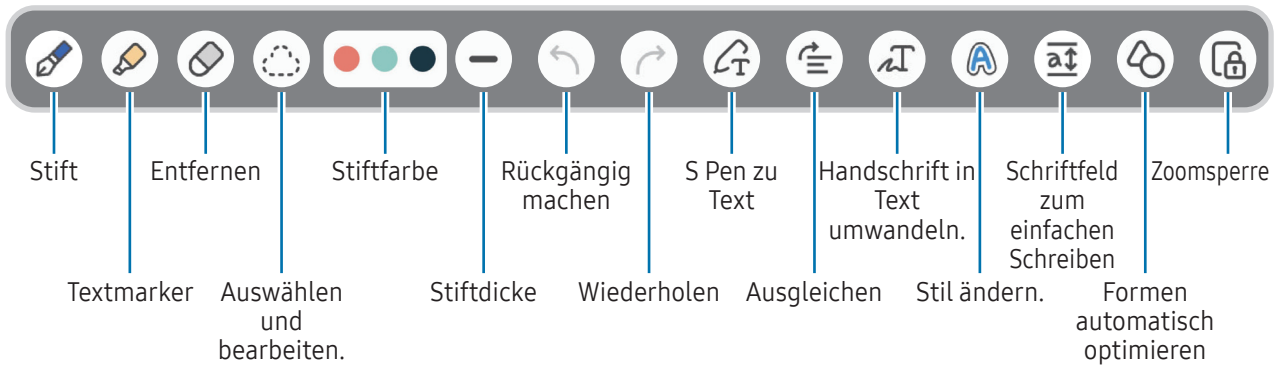 Stift
Entfernen
Stiftfarbe
Rückgängig
machen
S Pen zu
Text
Handschrift in
Text
umwandeln.
Schriftfeld
zum
einfachen
Schreiben
Zoomsperre
Textmarker
Auswählen
und
bearbeiten.
Stiftdicke
Wiederholen
Ausgleichen
Stil ändern.
Formen
automatisch
optimieren